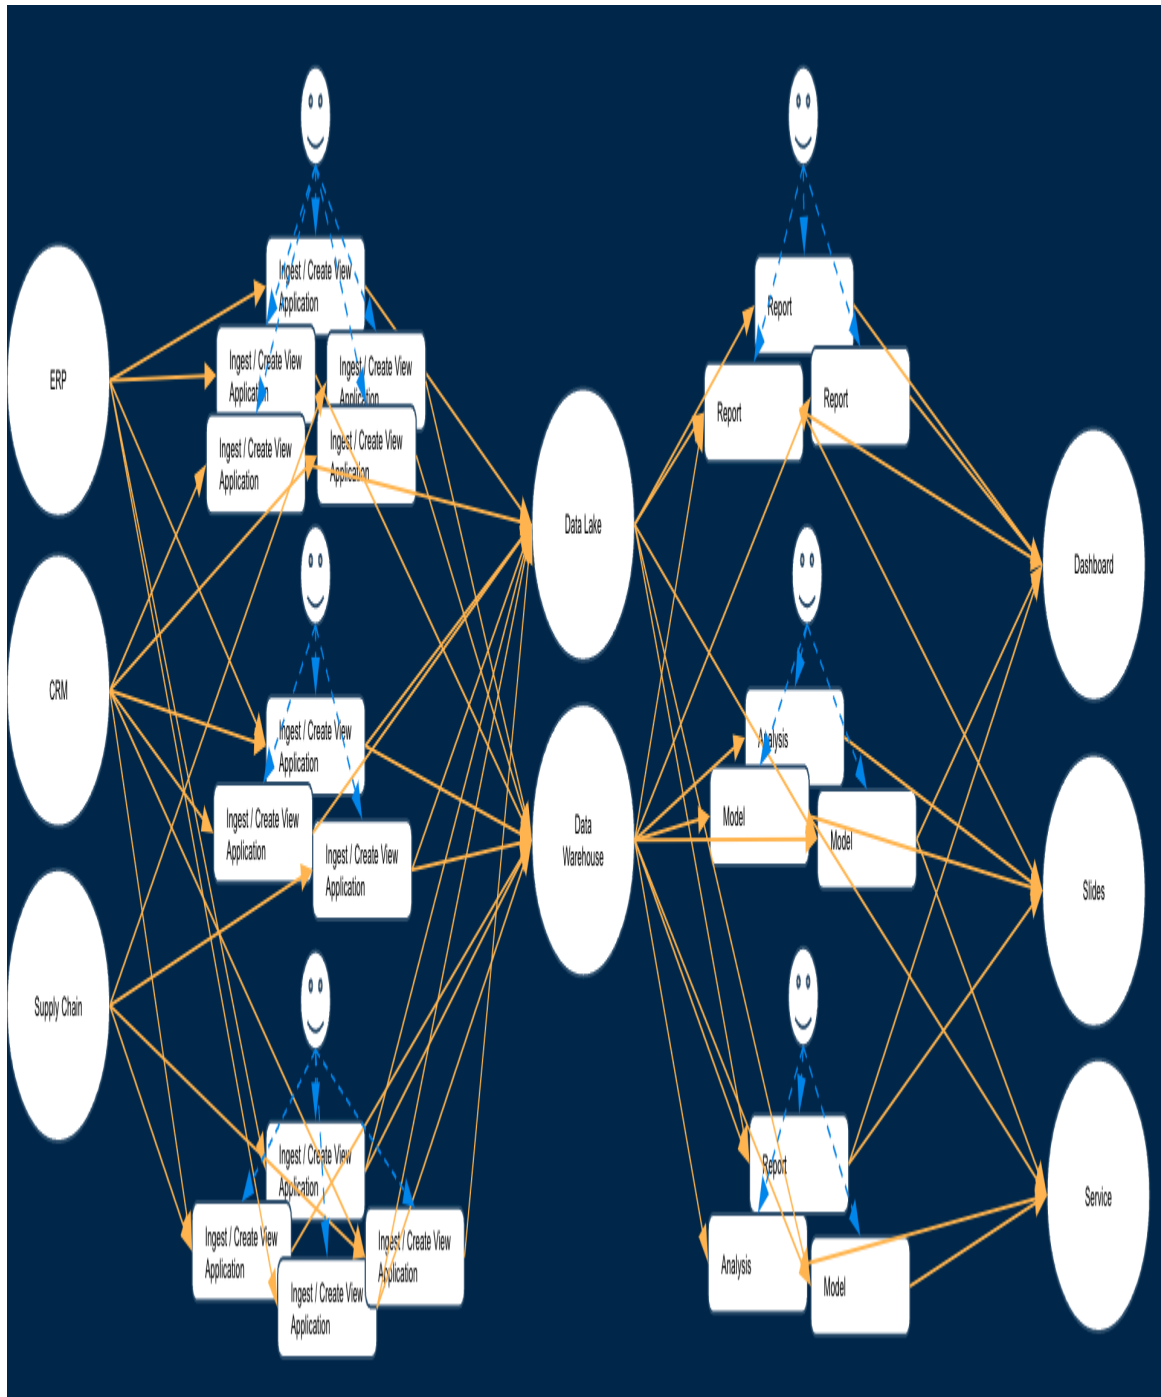 ERP
CRM
Supply Chain
Ingest / Create View
Application
Ingest / Create View
Application
Ingest / Create View
Application
Ingest / Create View
Application
Ingest / Create View
Application
Ingest / Create View
Application
Ingest / Create View
Application
Ingest / Create View
Application
Ingest / Create View
Application
Ingest / Create View
Application
Ingest / Create View
Application
Ingest / Create View
Application
Data Lake
Data
Warehouse
Report
Report
Report
Analysis
Model
Model
Report
Analysis
Model
Dashboard
Slides
Service